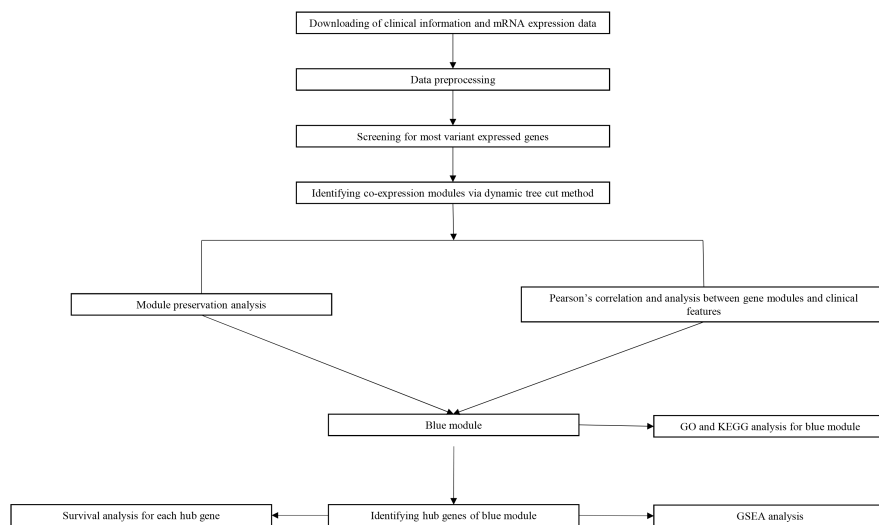 Downloading of clinical information and mRNA expression data
Data preprocessing
Screening for most variant expressed genes
Identifying co-expression modules via dynamic tree cut method
Module preservation analysis
Pearson's correlation and analysis between gene modules and clinical
features
Blue module
GO and KEGG analysis for blue module
Survival analysis for each hub gene
Identifying hub genes of blue module
GSEA analysis